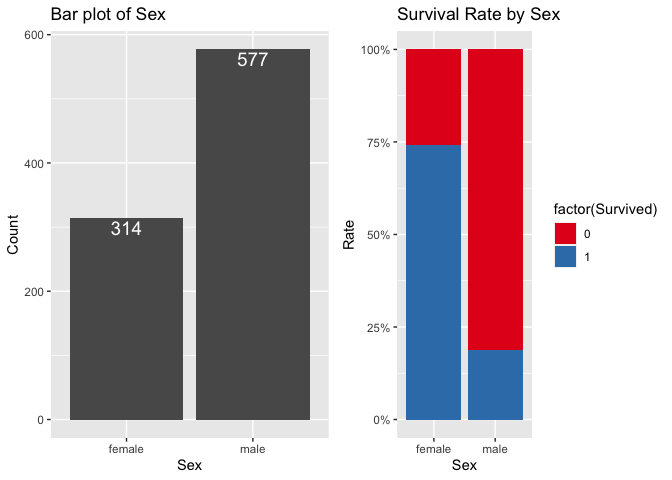 Bar plot of Sex
600
400
200
0
314
577
female
male
Sex
Count
Survival Rate by Sex
100%
75%
50%
25%
0%
female
male
Sex
Rate
factor(Survived)
0
1